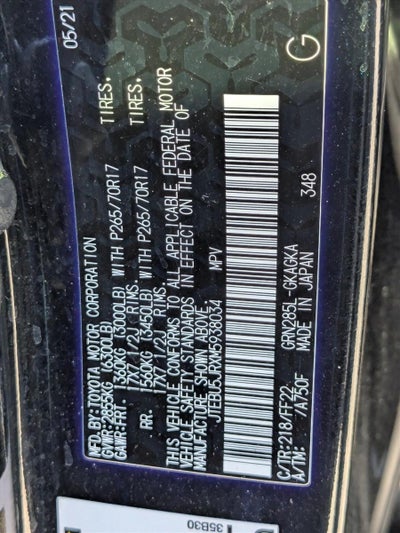 MFD. BY: TOYOTA MOTOR CORPORATION 05/21
GVWR: 2855KG (6300LB)
GAWR-FRT. 1360KG (3000LB) WITH P265/70R17 TIRES.
17X7 1/2J RIMS.
RR. 1560KG (3450LB) WITH P265/70R17 TIRES.
17X7 1/2J RIMS.
THIS VEHICLE CONFORMS TO ALL APPLICABLE FEDERAL MOTOR
VEHICLE SAFETY STANDARDS IN EFFECT ON THE DATE OF
MANUFACTURE SHOWN ABOVE.
JTEBU5JRXM5938034 MPV
G
C/TR:218/FF22 GRN285L-GKAGKA 348
A/TM: /A750F MADE IN JAPAN
35B30